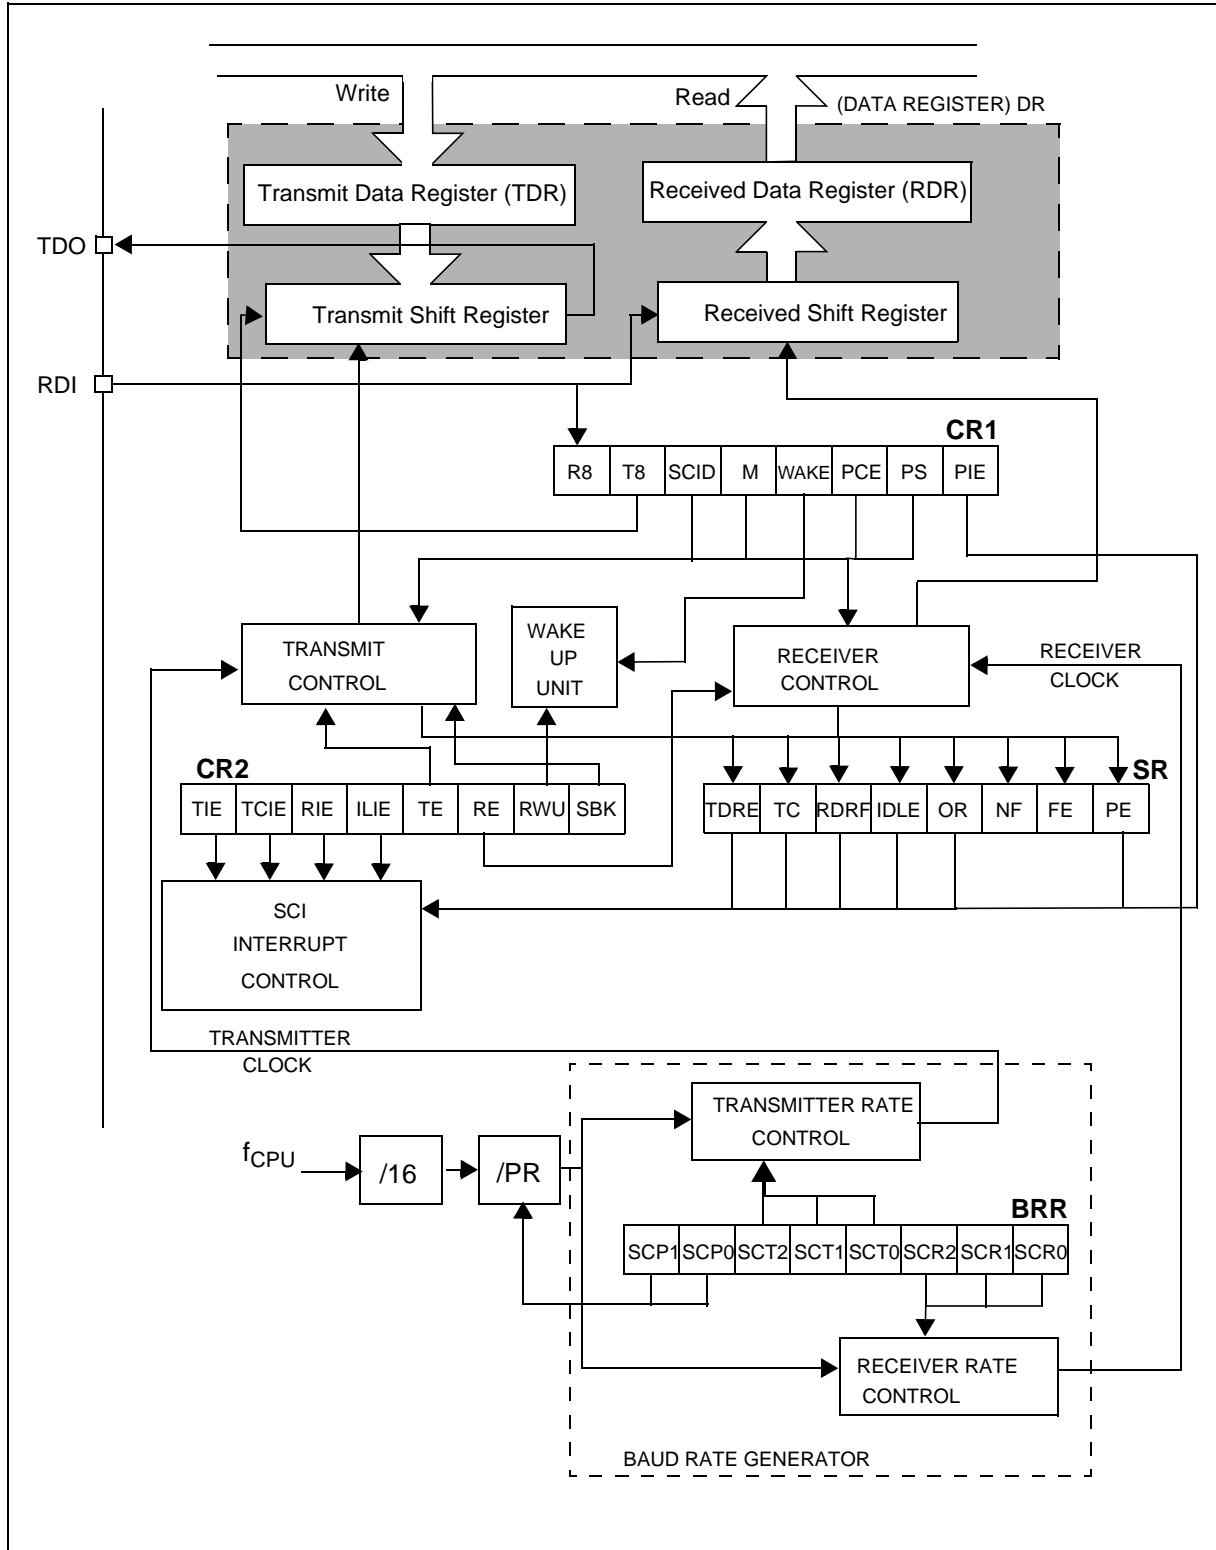 Write
Read
(DATA REGISTER) DR
Transmit Data Register (TDR)
Received Data Register (RDR)
TDO
Transmit Shift Register
Received Shift Register
RDI
CR1
R8 T8 SCID M WAKE PCE PS PIE
TRANSMIT
CONTROL
WAKE
UP
UNIT
RECEIVER
CONTROL
RECEIVER
CLOCK
CR2
TIE TCIE RIE ILIE TE RE RWU SBK
SR
TDRE TC RDRF IDLE OR NF FE PE
SCI
INTERRUPT
CONTROL
TRANSMITTER
CLOCK
TRANSMITTER RATE
CONTROL
fCPU
/16
/PR
BRR
SCP1 SCP0 SCT2 SCT1 SCT0 SCR2 SCR1 SCR0
RECEIVER RATE
CONTROL
BAUD RATE GENERATOR